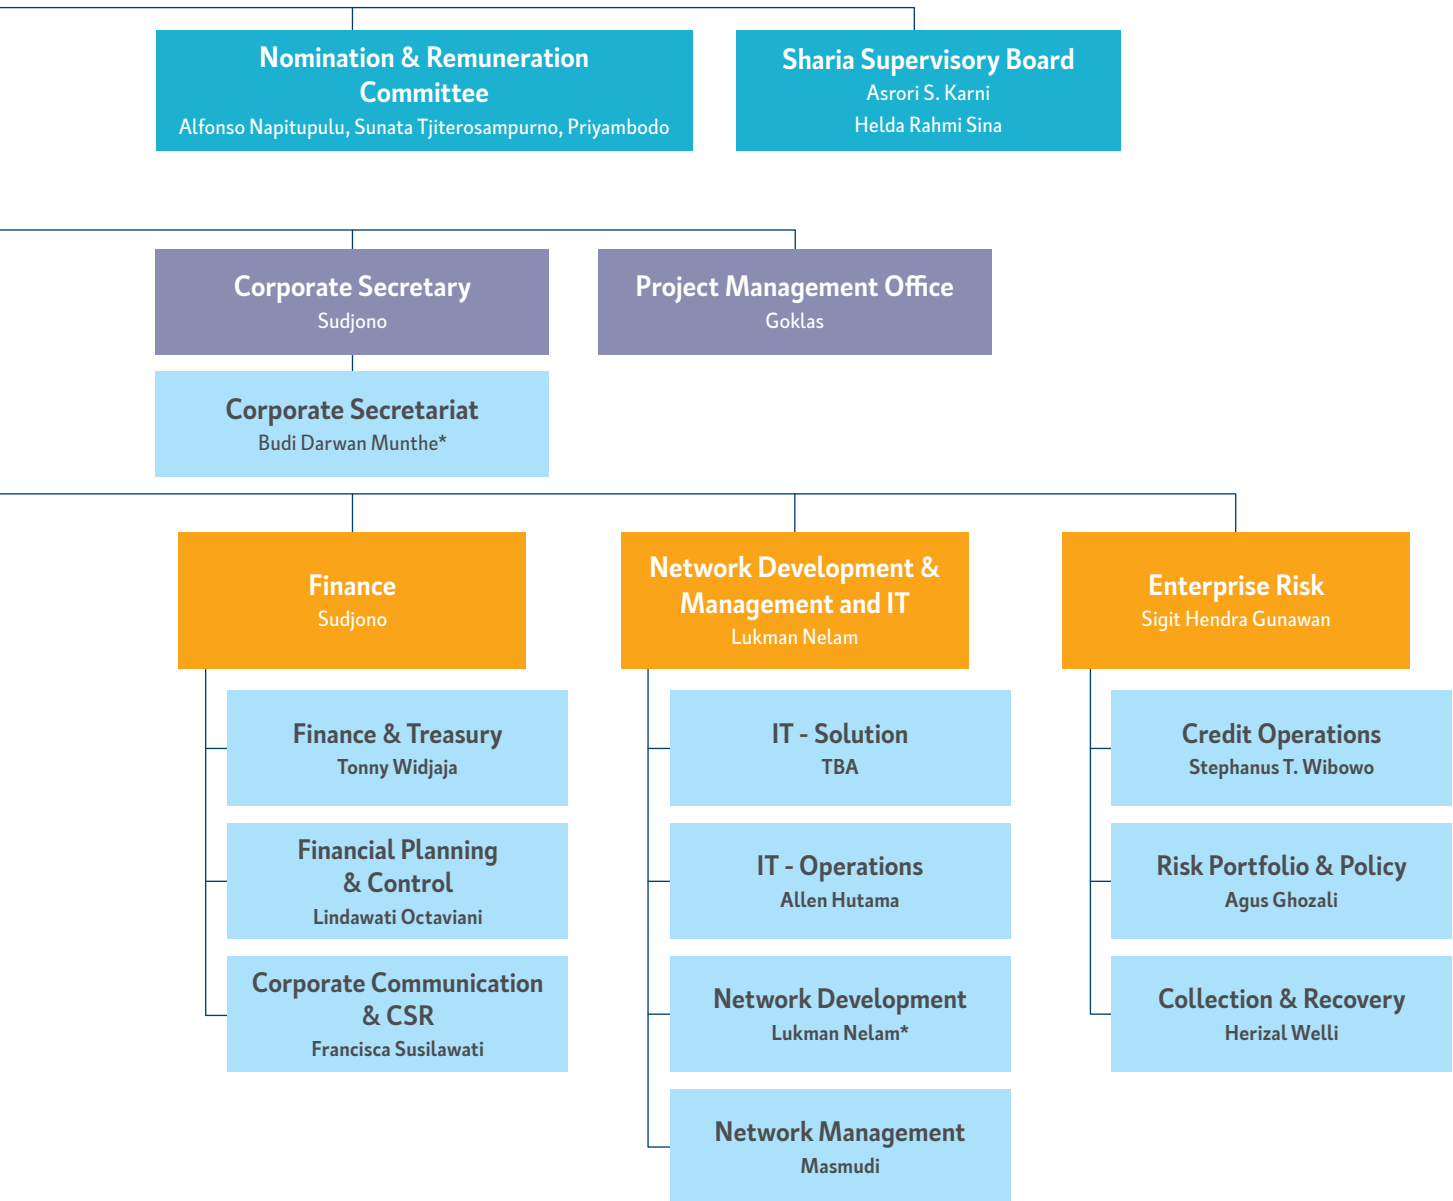 Nomination & Remuneration
Committee
Alfonso Napitupulu, Sunata Tjiterosampurno, Priyambodo
Sharia Supervisory Board
Asrori S. Karni
Helda Rahmi Sina
Corporate Secretary
Sudjono
Project Management Office
Goklas
Corporate Secretariat
Budi Darwan Munthe*
Finance
Sudjono
Network Development &
Management and IT
Lukman Nelam
Enterprise Risk
Sigit Hendra Gunawan
Finance & Treasury
Tonny Widjaja
Financial Planning
& Control
Lindawati Octaviani
Corporate Communication
& CSR
Francisca Susilawati
IT - Solution
TBA
IT - Operations
Allen Hutama
Network Development
Lukman Nelam*
Network Management
Masmudi
Credit Operations
Stephanus T. Wibowo
Risk Portfolio & Policy
Agus Ghozali
Collection & Recovery
Herizal Welli